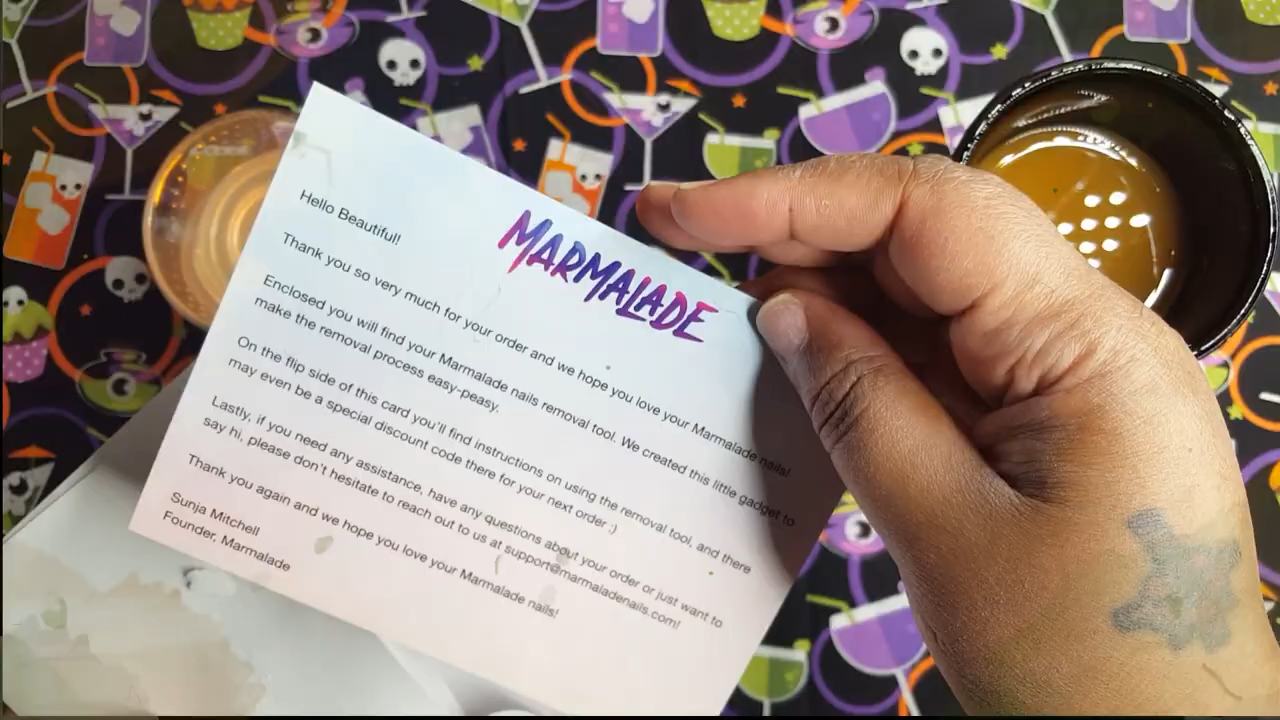 MARMALADE
Hello Beautiful!
Thank you so very much for your order and we hope you love your Marmalade nails!
Enclosed you will find your Marmalade nails removal tool. We created this little gadget to
make the removal process easy-peasy.
On the flip side of this card you'll find instructions on using the removal tool, and there
may even be a special discount code there for your next order :)
Lastly, if you need any assistance, have any questions about your order or just want to
say hi, please don't hesitate to reach out to us at support@marmaladenails.com!
Thank you again and we hope you love your Marmalade nails!
Sunja Mitchell
Founder, Marmalade